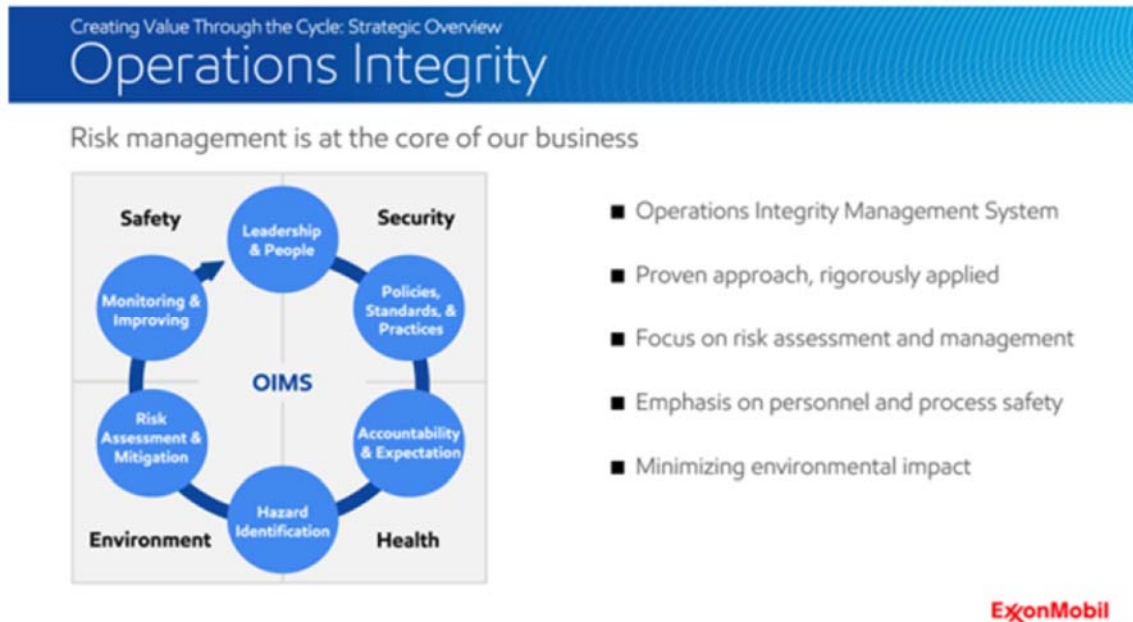 Creating Value Through the Cycle: Strategic Overview
Operations Integrity
Risk management is at the core of our business
Safety
Security
Leadership
& People
Monitoring &
Improving
Policies,
Standards, &
Practices
OIMS
Risk
Assessment &
Mitigation
Accountability
& Expectation
Hazard
Identification
Environment
Health
■ Operations Integrity Management System
■ Proven approach, rigorously applied
■ Focus on risk assessment and management
■ Emphasis on personnel and process safety
■ Minimizing environmental impact
ExxonMobil